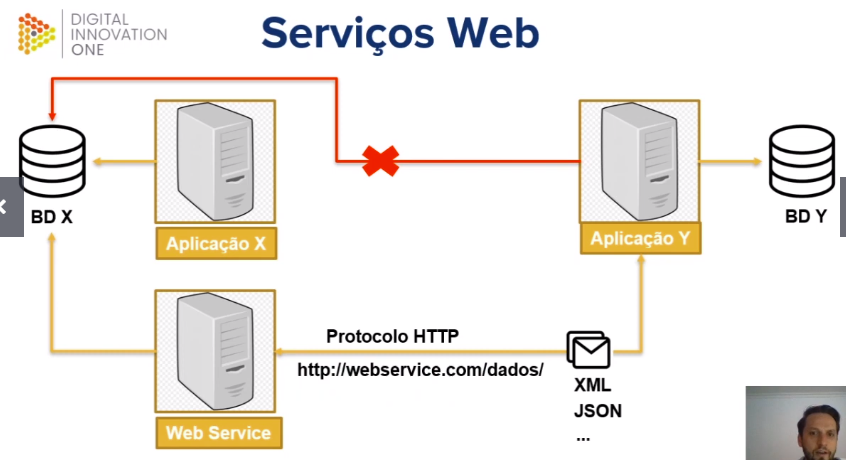 DIGITAL
INNOVATION
ONE
Serviços Web
BD X
Aplicação X
Aplicação Y
BD Y
Protocolo HTTP
http://webservice.com/dados/
XML
JSON
...
Web Service